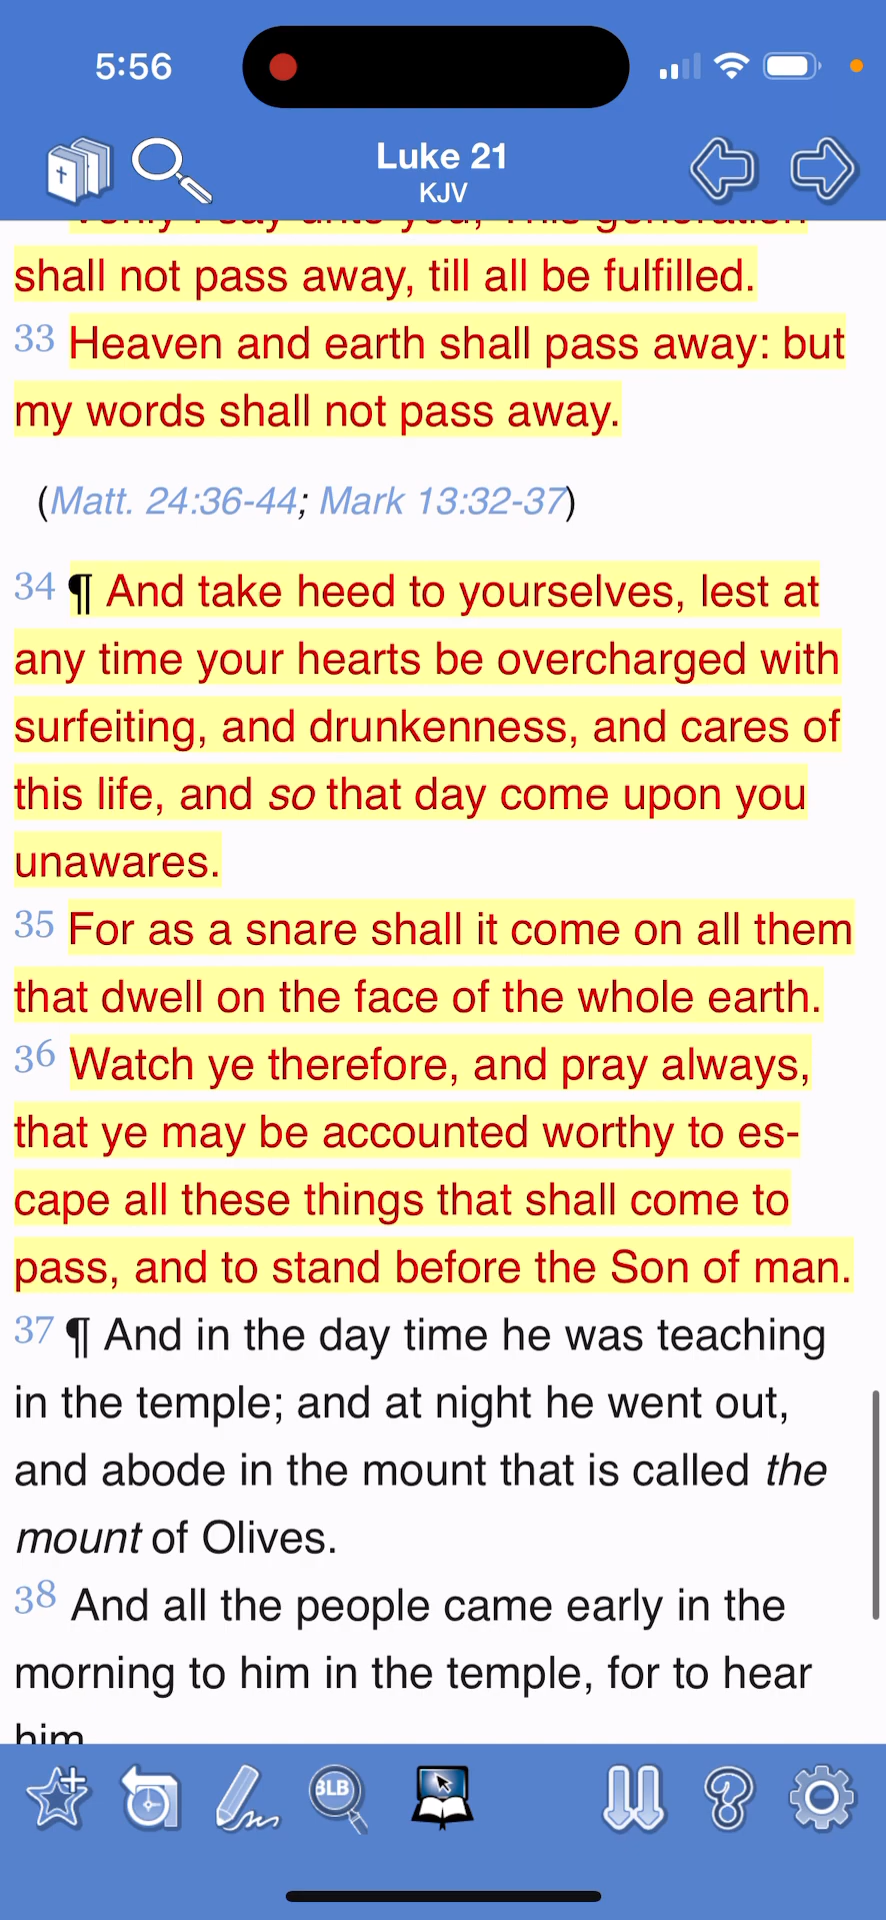 5:56
Luke 21
KJV
Verily I say unto you, This generation
shall not pass away, till all be fulfilled.
33 Heaven and earth shall pass away: but
my words shall not pass away.
(Matt. 24:36-44; Mark 13:32-37)
34 ¶ And take heed to yourselves, lest at
any time your hearts be overcharged with
surfeiting, and drunkenness, and cares of
this life, and so that day come upon you
unawares.
35 For as a snare shall it come on all them
that dwell on the face of the whole earth.
36 Watch ye therefore, and pray always,
that ye may be accounted worthy to es-
cape all these things that shall come to
pass, and to stand before the Son of man.
37 ¶ And in the day time he was teaching
in the temple; and at night he went out,
and abode in the mount that is called the
mount of Olives.
38 And all the people came early in the
morning to him in the temple, for to hear
him
BLB